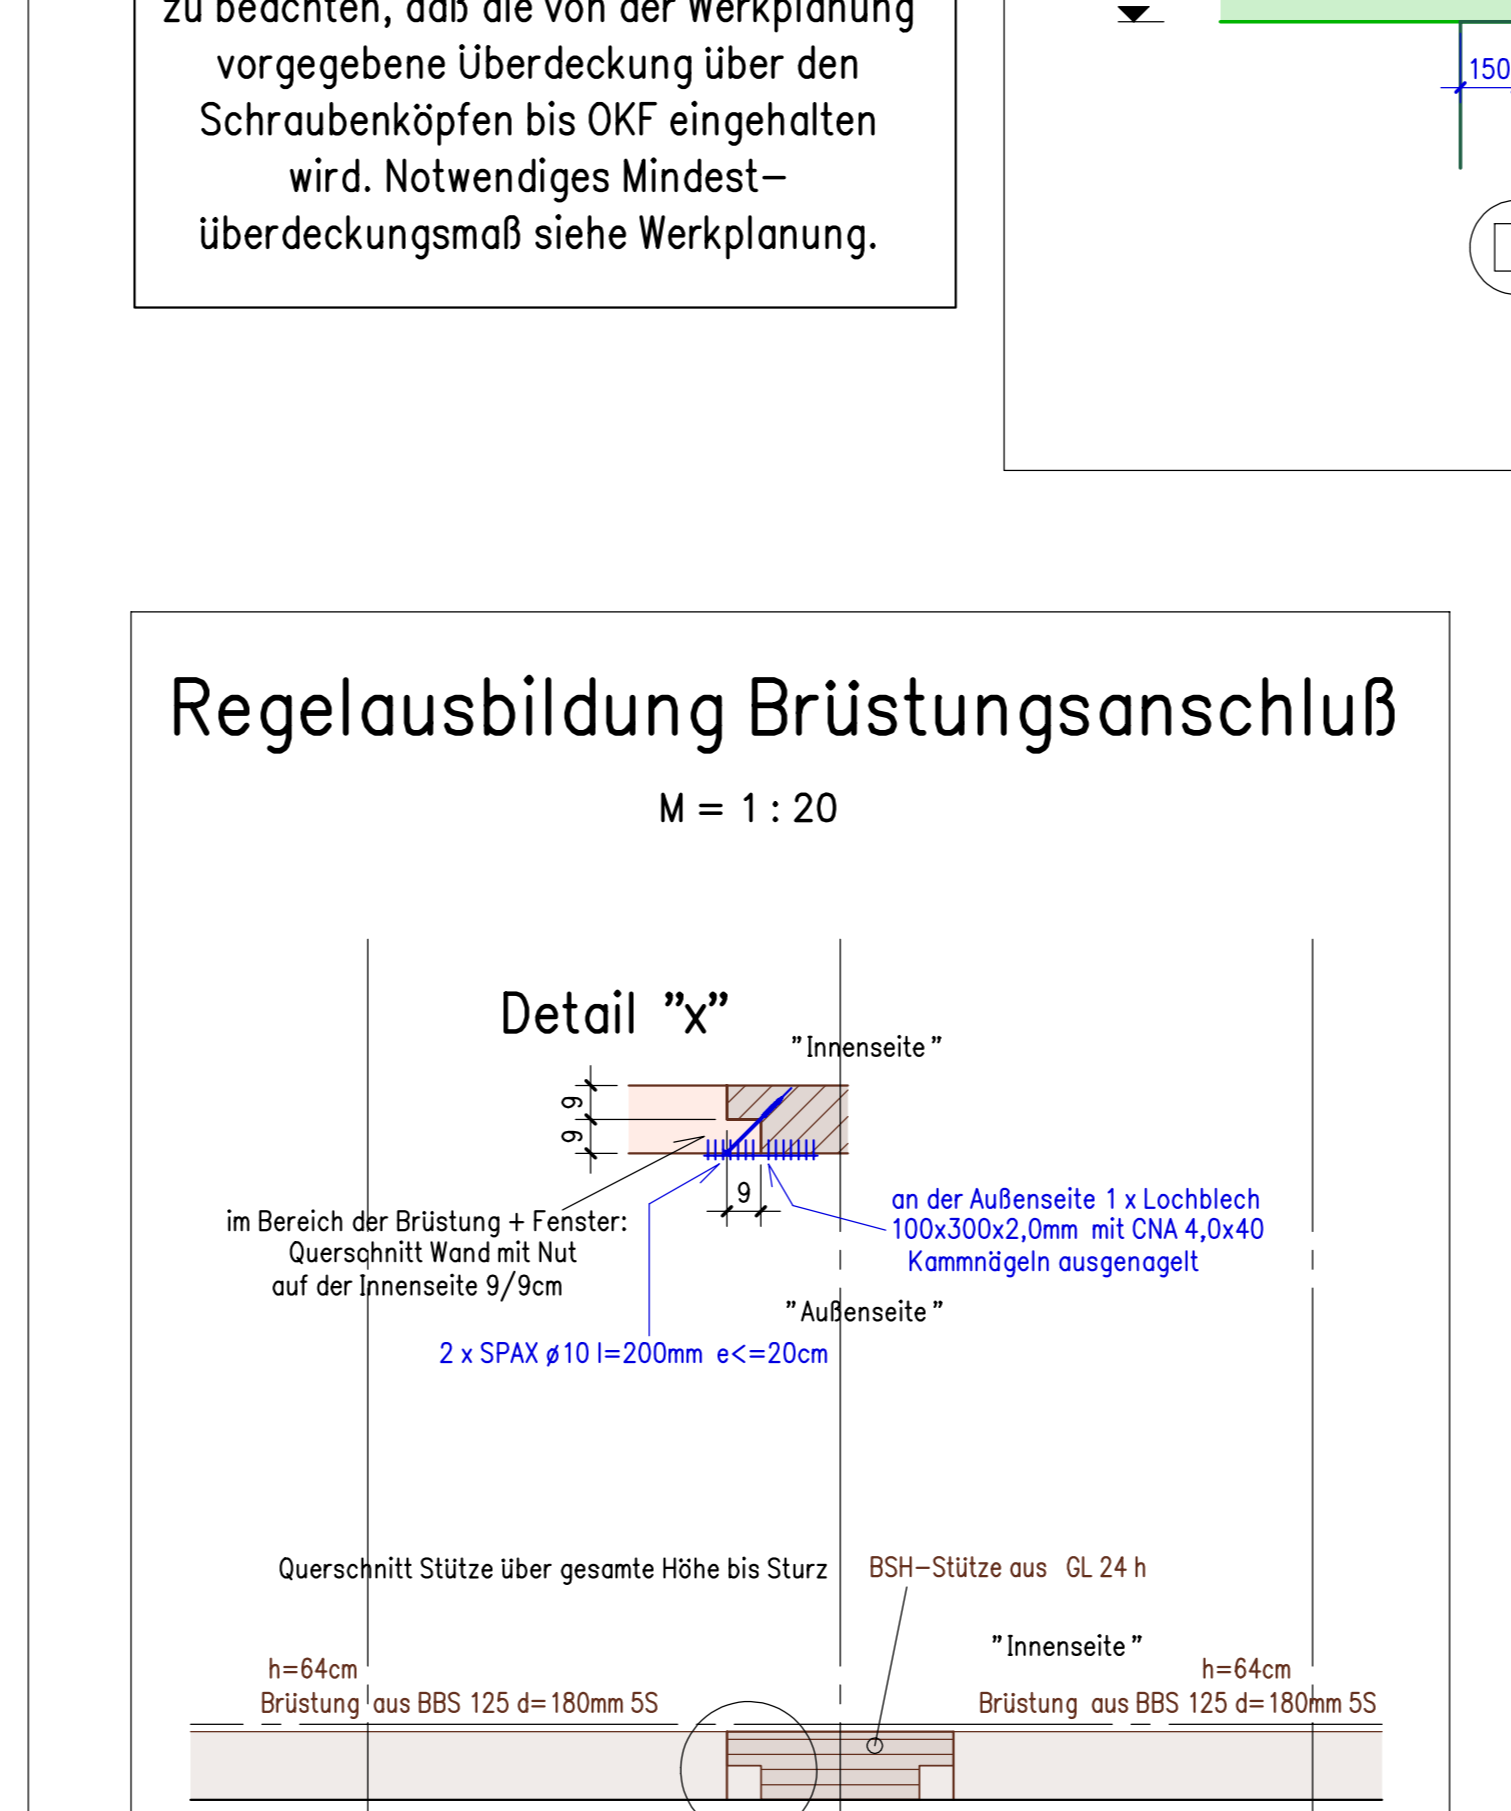 zu beachten, daß die von der Werkplanung
vorgegebene Überdeckung über den
Schraubenköpfen bis OKF eingehalten
wird. Notwendiges Mindest-
überdeckungsmaß siehe Werkplanung.
150
Regelausbildung Brüstungsanschluß
M = 1 : 20
Detail "x"
"Innenseite"
9
9
9
im Bereich der Brüstung + Fenster:
Querschnitt Wand mit Nut
auf der Innenseite 9/9cm
an der Außenseite 1 x Lochblech
100x300x2,0mm mit CNA 4,0x40
Kammnägeln ausgenagelt
"Außenseite"
2 x SPAX ø10 l=200mm e<=20cm
Querschnitt Stütze über gesamte Höhe bis Sturz
BSH-Stütze aus GL 24 h
"Innenseite"
h=64cm
Brüstung aus BBS 125 d=180mm 5S
h=64cm
Brüstung aus BBS 125 d=180mm 5S